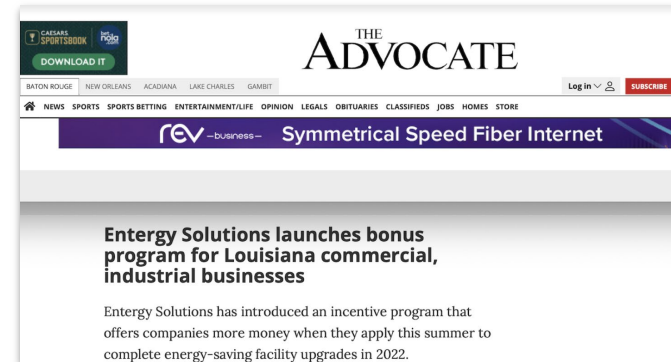 CAESARS
SPORTSBOOK
bet.
nola
.com
DOWNLOAD IT
THE
ADVOCATE
BATON ROUGE NEW ORLEANS ACADIANA LAKE CHARLES GAMBIT
Log in SUBSCRIBE
NEWS SPORTS SPORTS BETTING ENTERTAINMENT/LIFE OPINION LEGALS OBITUARIES CLASSIFIEDS JOBS HOMES STORE
REV —business— Symmetrical Speed Fiber Internet
Entergy Solutions launches bonus
program for Louisiana commercial,
industrial businesses
Entergy Solutions has introduced an incentive program that
offers companies more money when they apply this summer to
complete energy-saving facility upgrades in 2022.